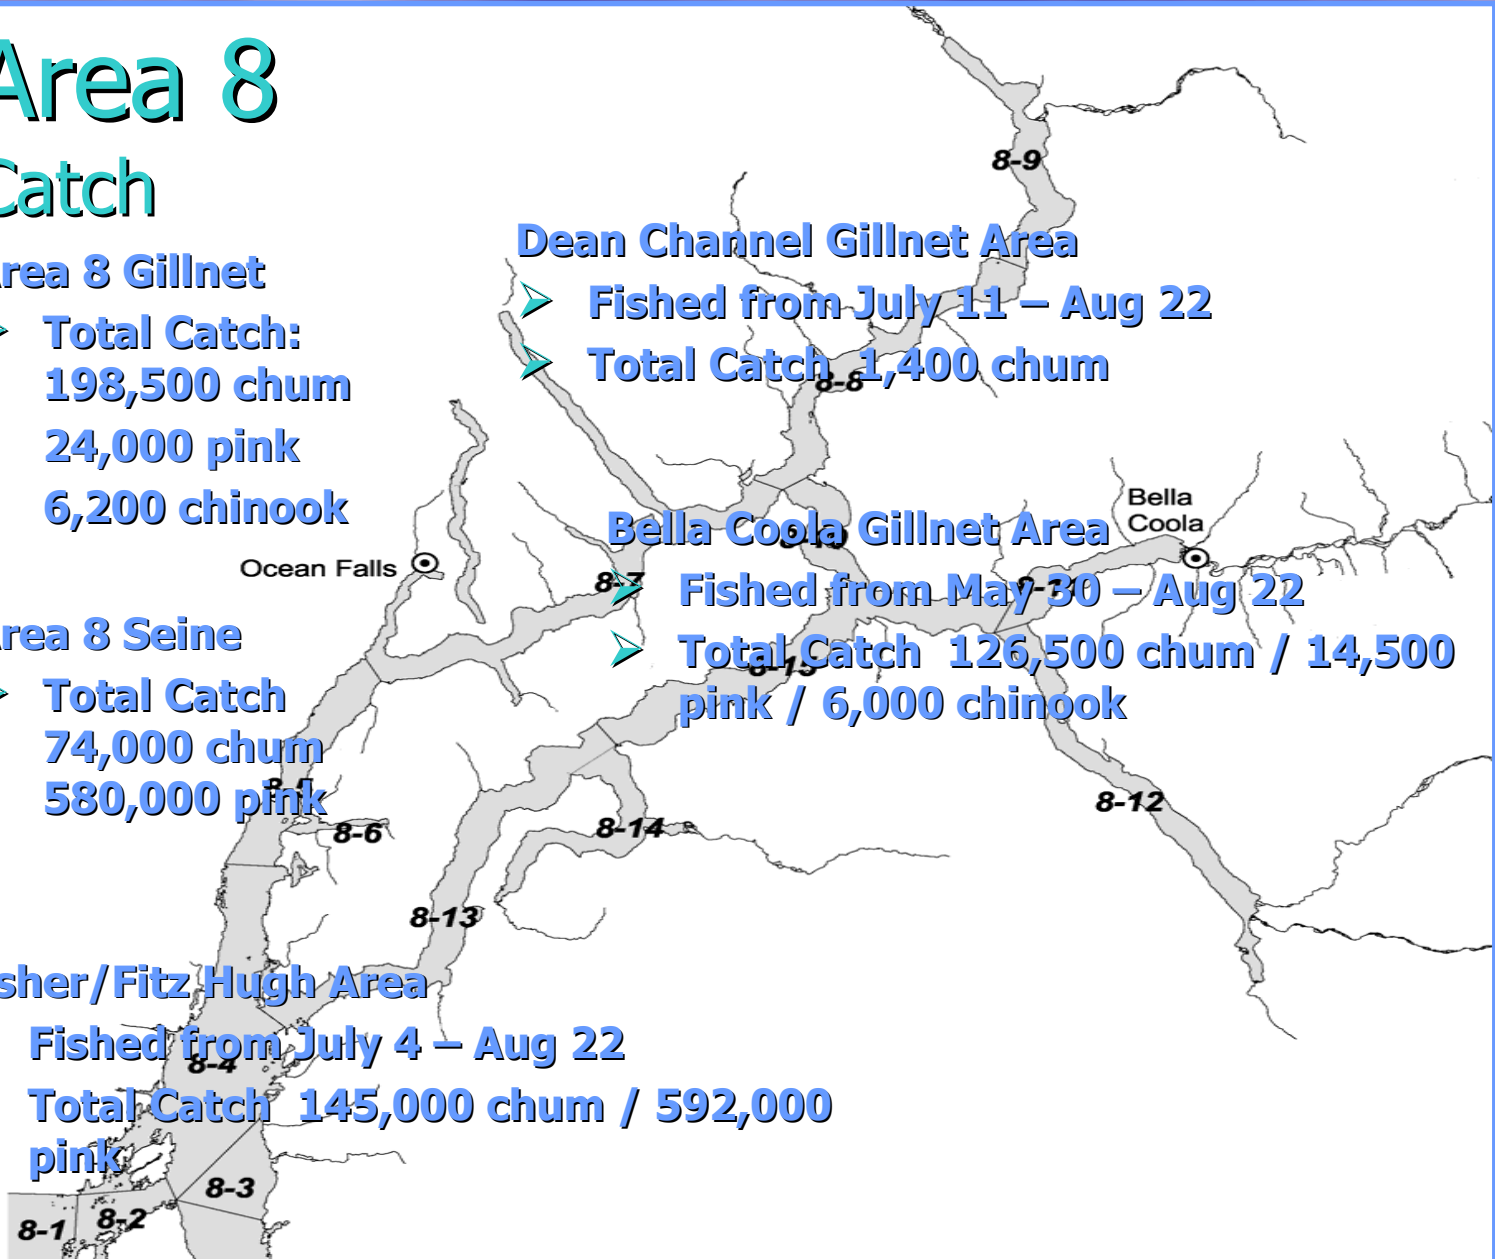 Area 8
Catch
rea 8 Gillnet
Total Catch:
198,500 chum
24,000 pink
6,200 chinook
rea 8 Seine
Total Catch
74,000 chum
580,000 pink
sher/Fitz Hugh Area
Fished from July 4 – Aug 22
Total Catch 145,000 chum / 592,000
pink
Dean Channel Gillnet Area
Fished from July 11 – Aug 22
Total Catch 1,400 chum
Bella Coola Gillnet Area
Fished from May 30 – Aug 22
Total Catch 126,500 chum / 14,500
pink / 6,000 chinook
8-9
8-8
Bella
Coola
Ocean Falls
8-7
8-15
8-12
8-6
8-14
8-13
8-4
8-3
8-2
8-1